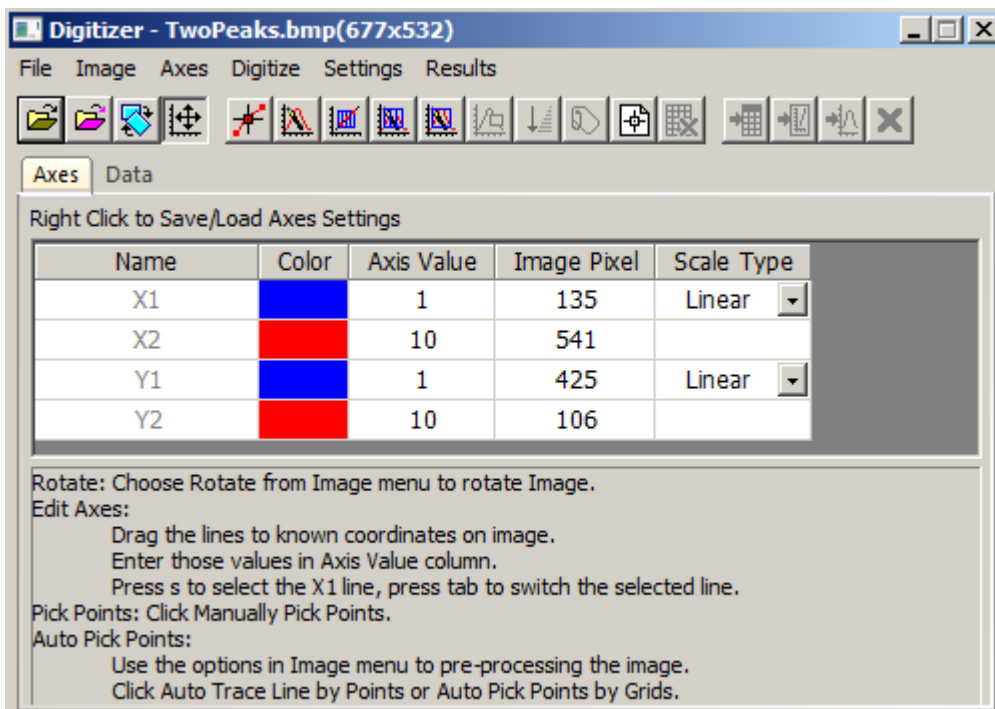 Digitizer - TwoPeaks.bmp(677x532)
File Image Axes Digitize Settings Results
Axes Data
Right Click to Save/Load Axes Settings
Name Color Axis Value Image Pixel Scale Type
X1 1 135 Linear
X2 10 541
Y1 1 425 Linear
Y2 10 106
Rotate: Choose Rotate from Image menu to rotate Image.
Edit Axes:
Drag the lines to known coordinates on image.
Enter those values in Axis Value column.
Press s to select the X1 line, press tab to switch the selected line.
Pick Points: Click Manually Pick Points.
Auto Pick Points:
Use the options in Image menu to pre-processing the image.
Click Auto Trace Line by Points or Auto Pick Points by Grids.